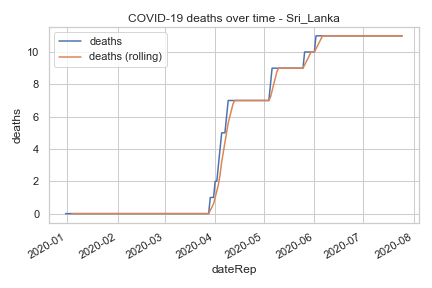 COVID-19 deaths over time - Sri_Lanka
deaths
deaths (rolling)
10
8
6
4
2
0
deaths
2020-01
2020-02
2020-03
2020-04
2020-05
2020-06
2020-07
2020-08
dateRep